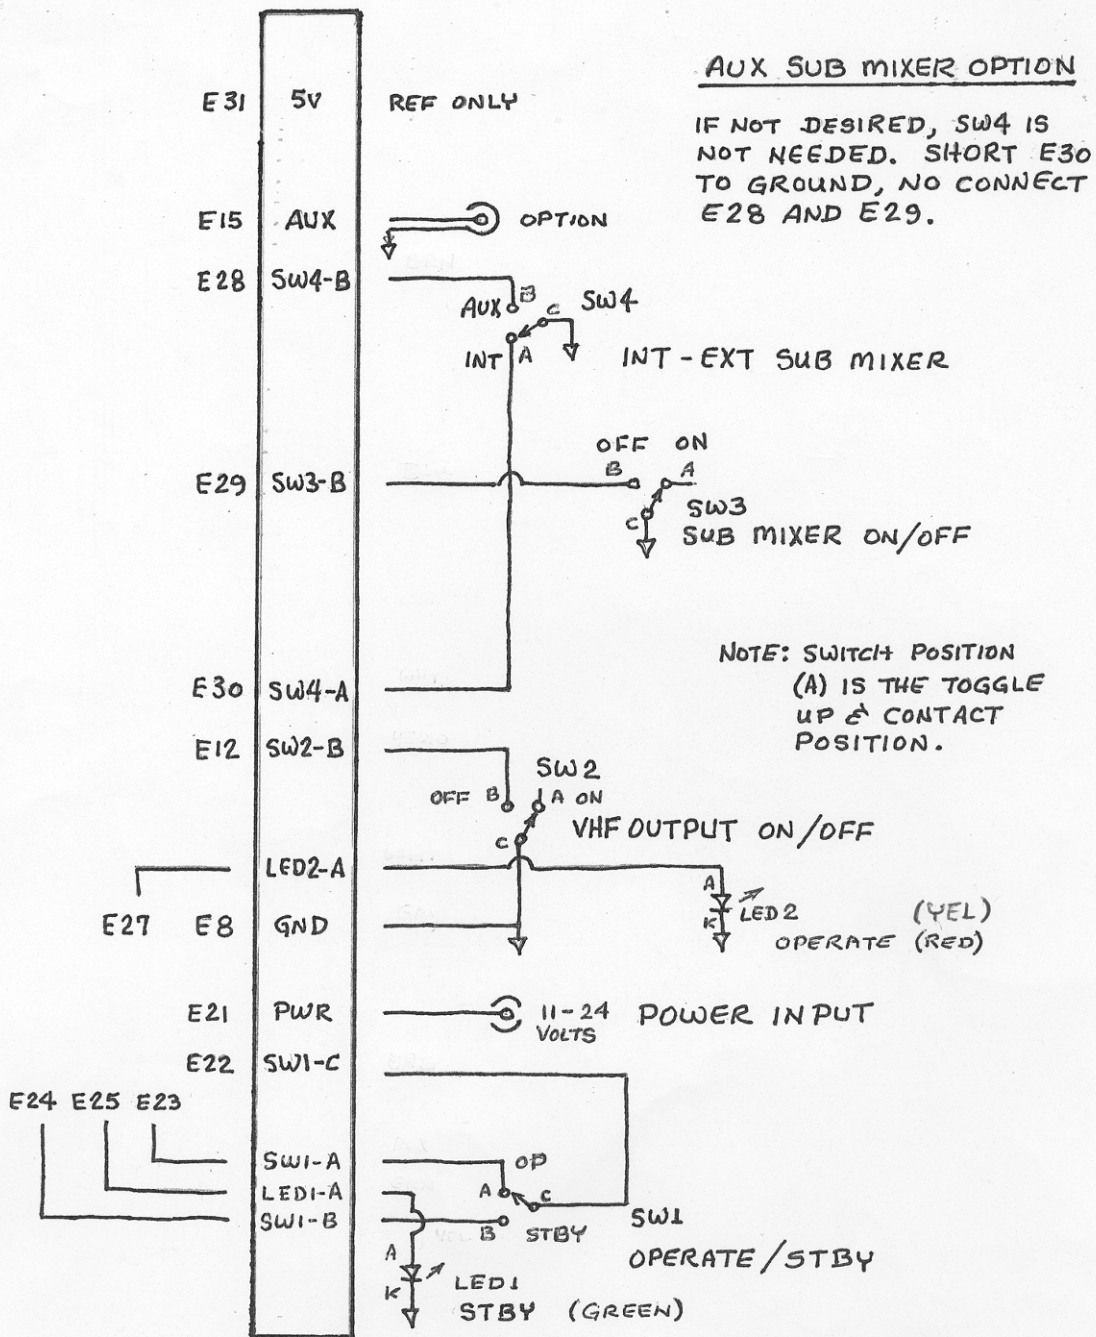 AUX SUB MIXER OPTION
IF NOT DESIRED, SW4 IS
NOT NEEDED. SHORT E30
TO GROUND, NO CONNECT
E28 AND E29.
E31 5V REF ONLY
E15 AUX OPTION
E28 SW4-B
AUX B C SW4
INT A INT-EXT SUB MIXER
OFF ON
B A
E29 SW3-B
C SW3
SUB MIXER ON/OFF
NOTE: SWITCH POSITION
(A) IS THE TOGGLE
UP & CONTACT
POSITION.
E30 SW4-A
E12 SW2-B
SW2
OFF B A ON
C VHF OUTPUT ON/OFF
LED2-A
A
K LED2 (YEL)
OPERATE (RED)
E27 E8 GND
E21 PWR 11-24 POWER INPUT
VOLTS
E22 SW1-C
E24 E25 E23
SW1-A OP
LED1-A A C
SW1-B B STBY SW1
OPERATE/STBY
A
K LED1
STBY (GREEN)